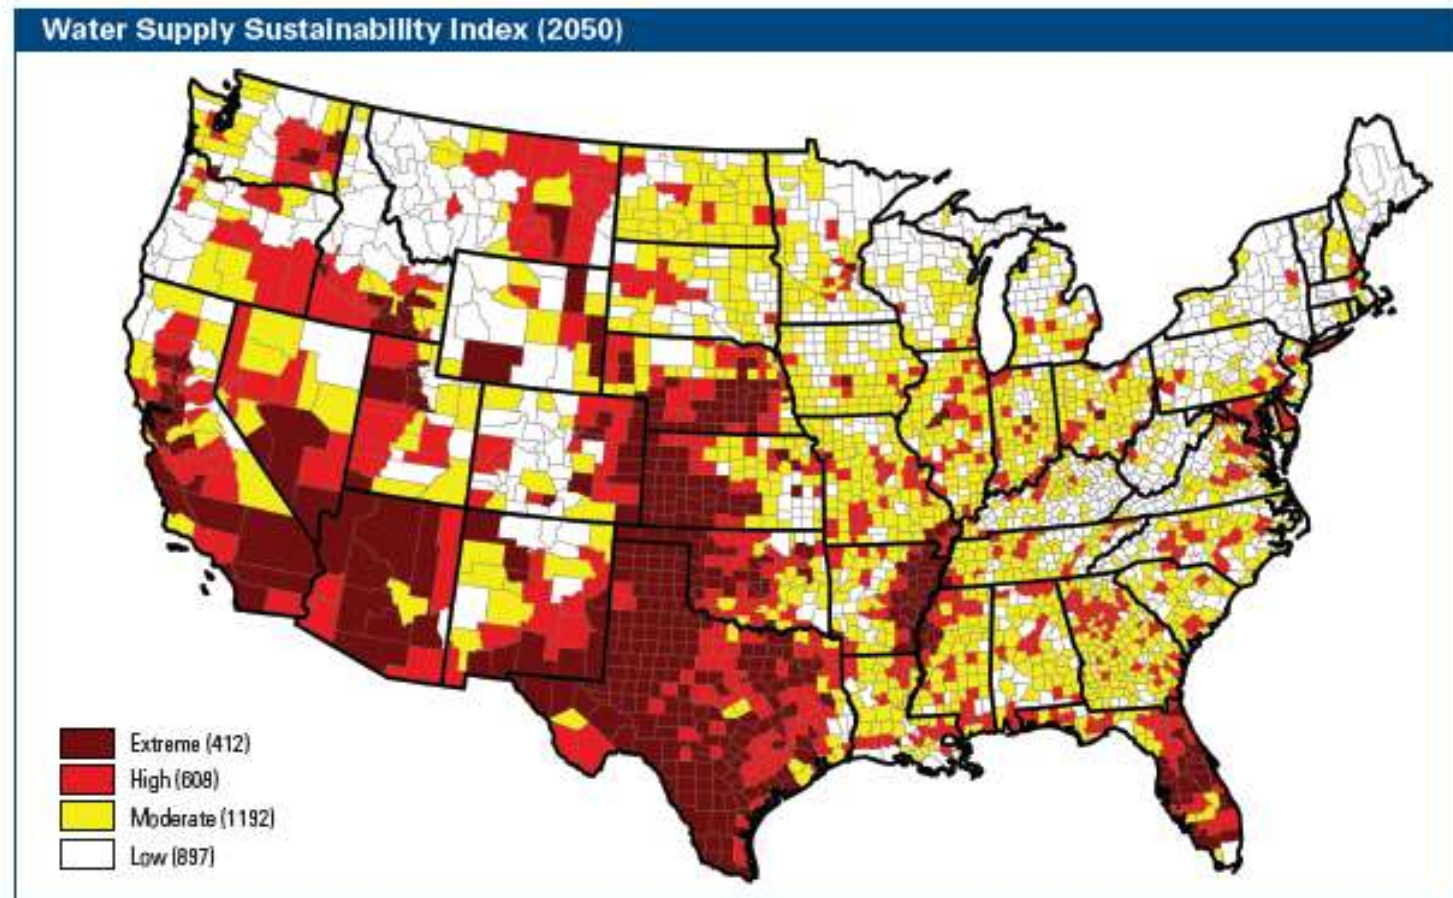 Water Supply Sustainability Index (2050)
Extreme (412)
High (608)
Moderate (1192)
Low (897)